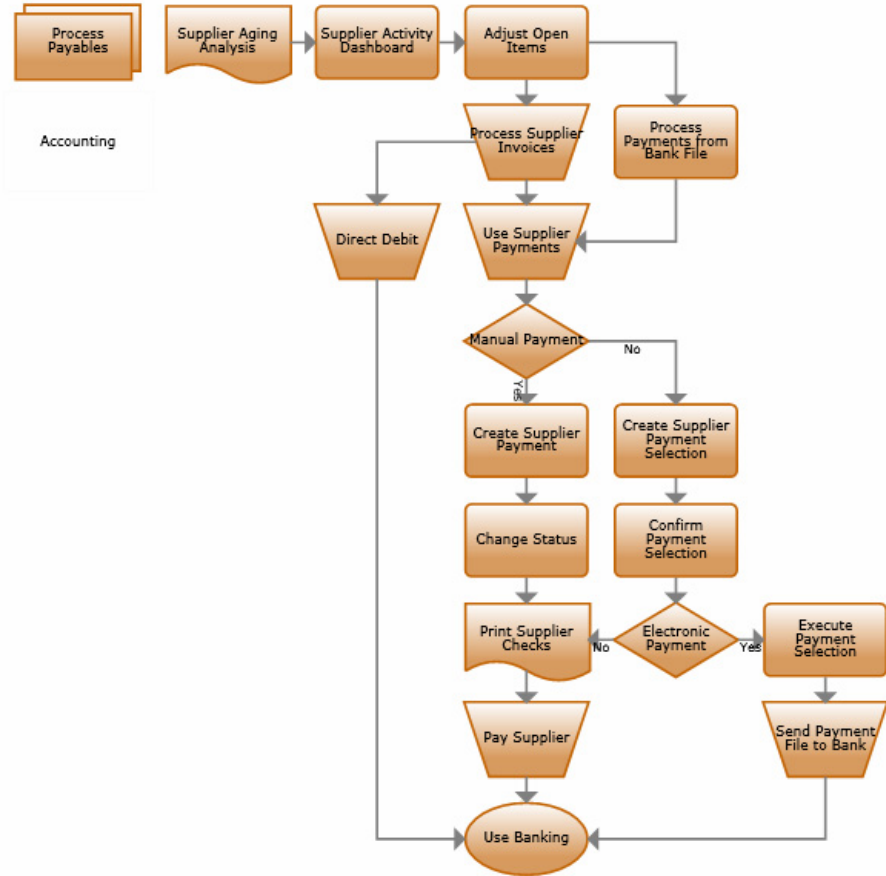 Process
Payables
Supplier Aging
Analysis
Supplier Activity
Dashboard
Adjust Open
Items
Accounting
Process Supplier
Invoices
Process
Payments from
Bank File
Direct Debit
Use Supplier
Payments
Manual Payment
No
Yes
Create Supplier
Payment
Create Supplier
Payment
Selection
Change Status
Confirm
Payment
Selection
Print Supplier
Checks
No
Electronic
Payment
Yes
Execute
Payment
Selection
Pay Supplier
Send Payment
File to Bank
Use Banking